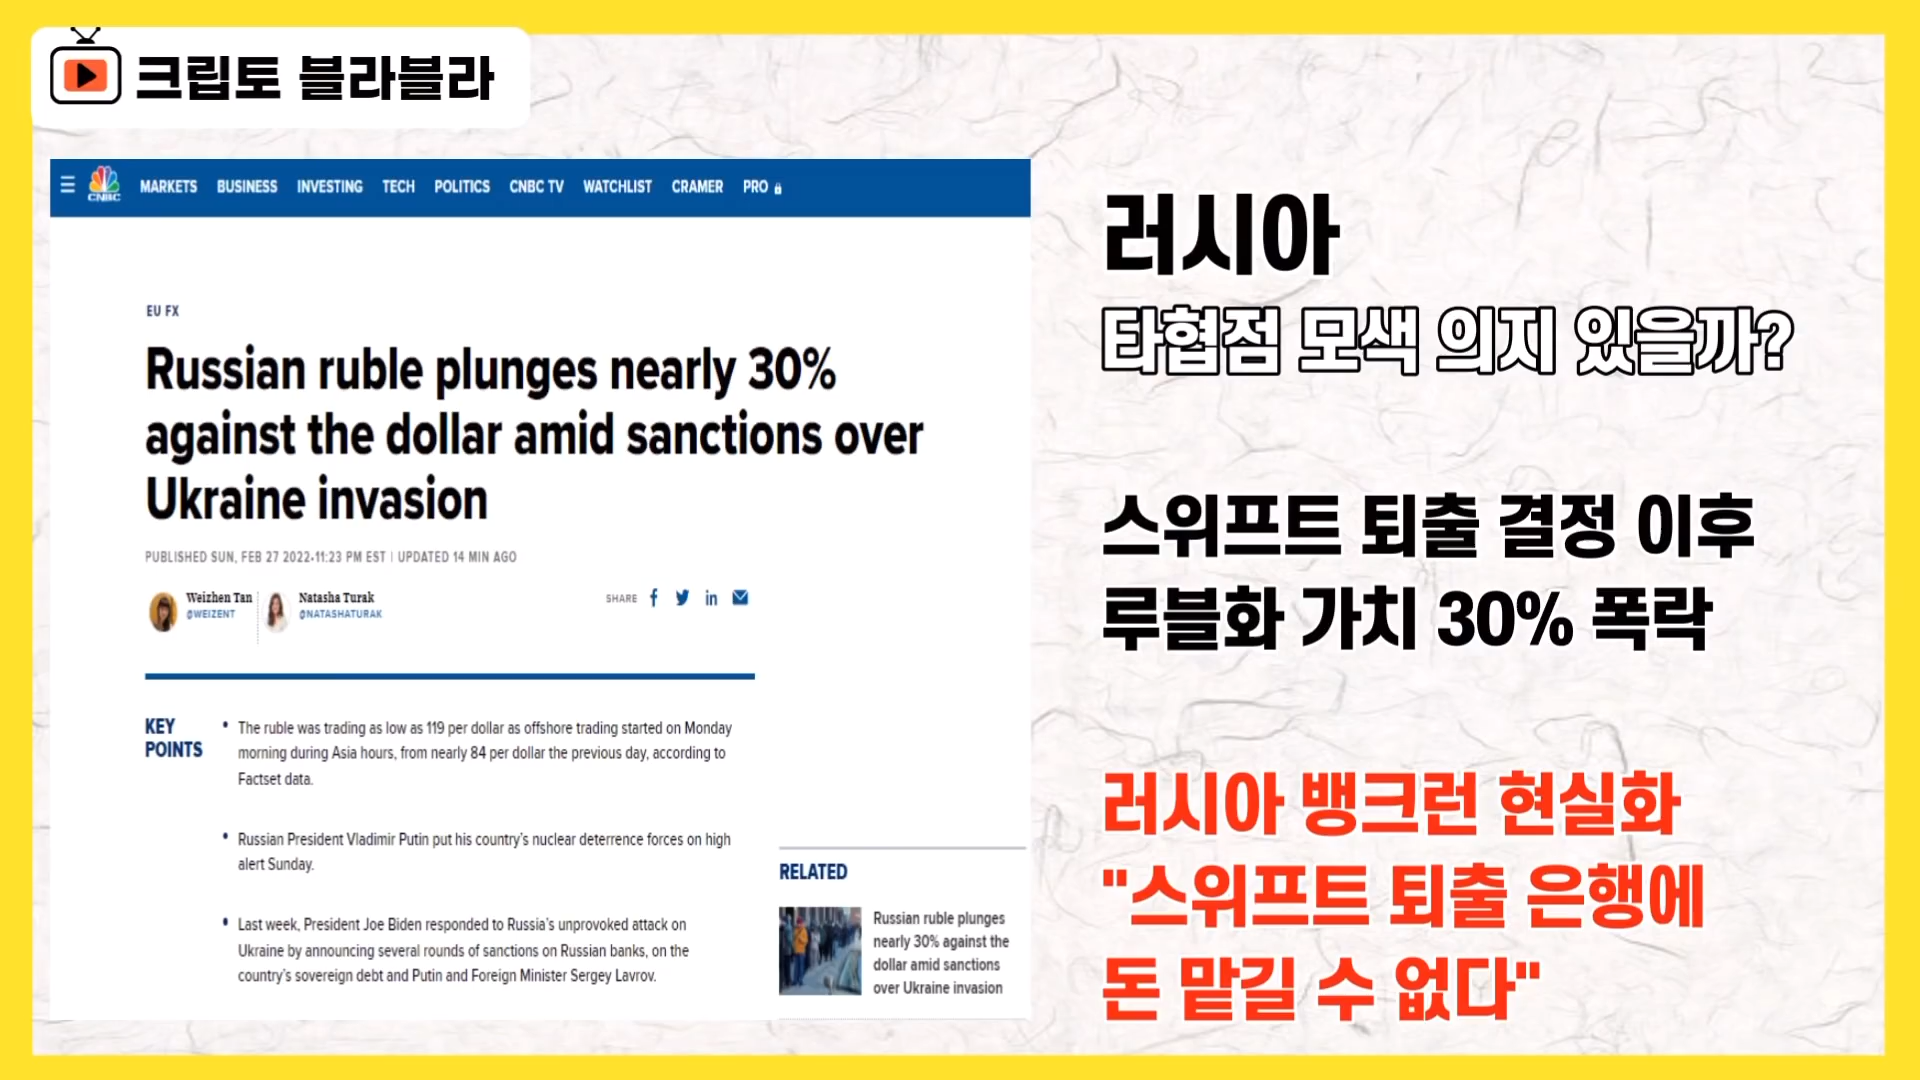 크립토 블라블라
CNBC
MARKETS BUSINESS INVESTING TECH POLITICS CNBC TV WATCHLIST CRAMER PRO
EU FX
Russian ruble plunges nearly 30%
against the dollar amid sanctions over
Ukraine invasion
PUBLISHED SUN, FEB 27 2022•11:23 PM EST | UPDATED 14 MIN AGO
Weizhen Tan
@WEIZENT
Natasha Turak
@NATASHATURAK
SHARE
KEY
POINTS
• The ruble was trading as low as 119 per dollar as offshore trading started on Monday
morning during Asia hours, from nearly 84 per dollar the previous day, according to
Factset data.
• Russian President Vladimir Putin put his country's nuclear deterrence forces on high
alert Sunday.
• Last week, President Joe Biden responded to Russia's unprovoked attack on
Ukraine by announcing several rounds of sanctions on Russian banks, on the
country's sovereign debt and Putin and Foreign Minister Sergey Lavrov.
RELATED
Russian ruble plunges
nearly 30% against the
dollar amid sanctions
over Ukraine invasion
러시아
타협점 모색 의지 있을까?
스위프트 퇴출 결정 이후
루블화 가치 30% 폭락
러시아 뱅크런 현실화
"스위프트 퇴출 은행에
돈 맡길 수 없다"